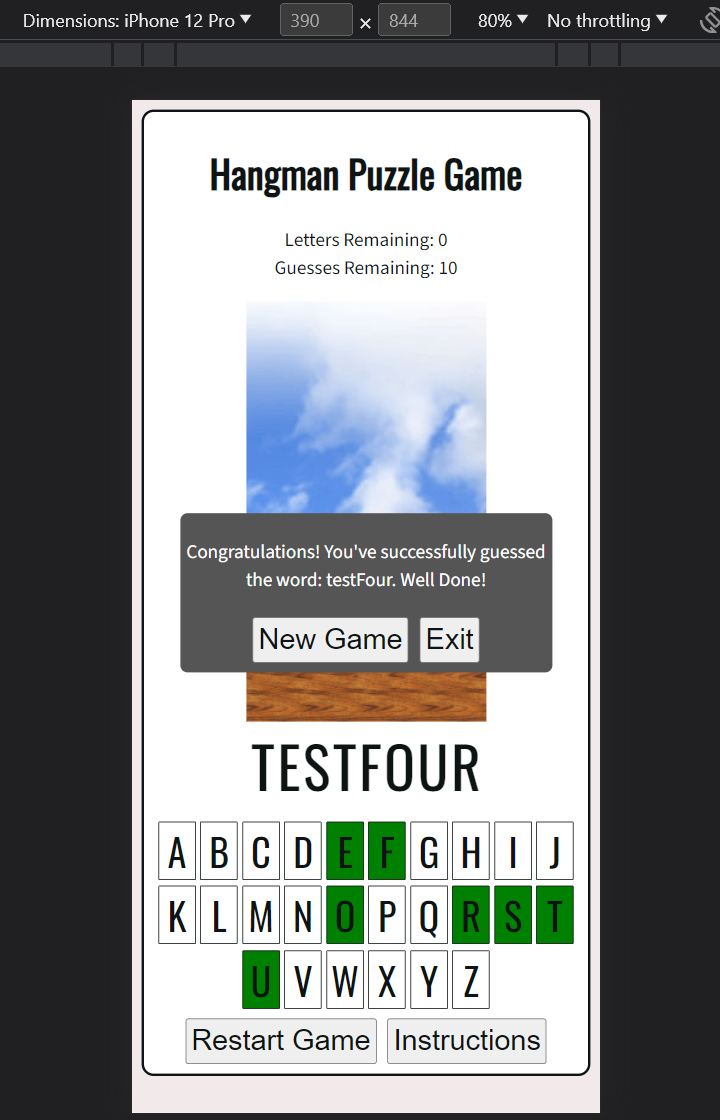 Dimensions: iPhone 12 Pro ▼ 390 × 844 80% ▼ No throttling ▼
Hangman Puzzle Game
Letters Remaining: 0
Guesses Remaining: 10
Congratulations! You've successfully guessed
the word: testFour. Well Done!
New Game Exit
TESTFOUR
A B C D E F G H I J
K L M N O P Q R S T
U V W X Y Z
Restart Game Instructions